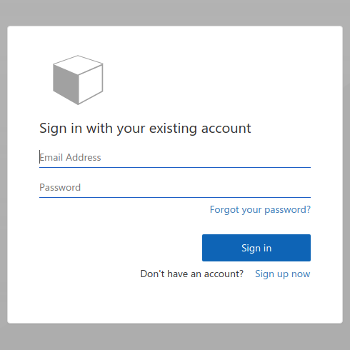 Sign in with your existing account
Email Address
Password
Forgot your password?
Sign in
Don't have an account? Sign up now